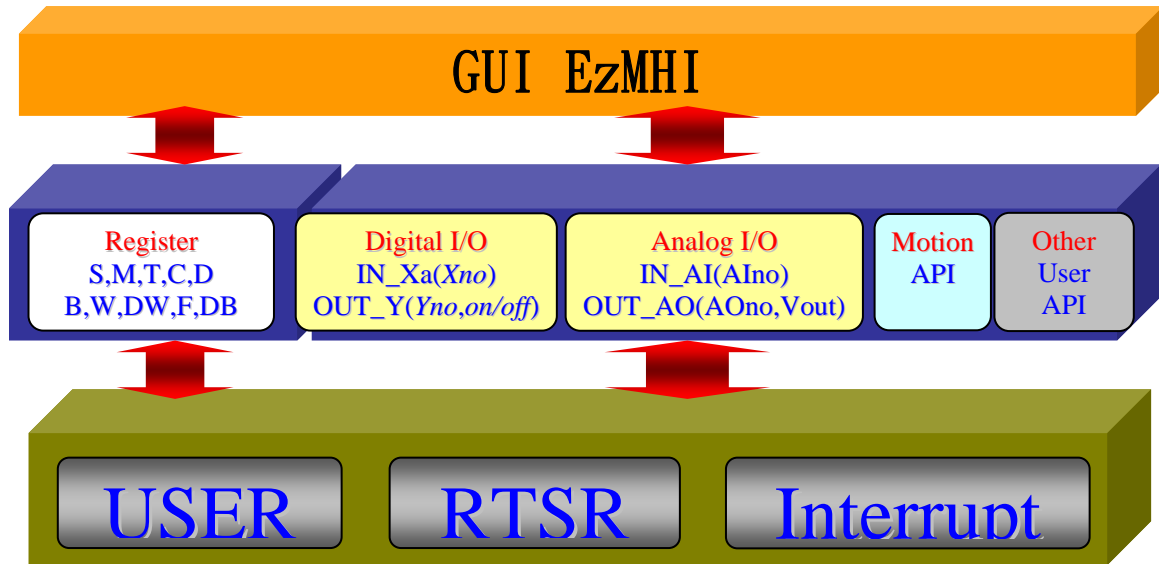 GUI EzMHI
Register
S,M,T,C,D
B,W,DW,F,DB
Digital I/O
IN_Xa(Xno)
OUT_Y(Yno,on/off)
Analog I/O
IN_AI(AIno)
OUT_AO(AOno,Vout)
Motion
API
Other
User
API
USER
RTSR
Interrupt